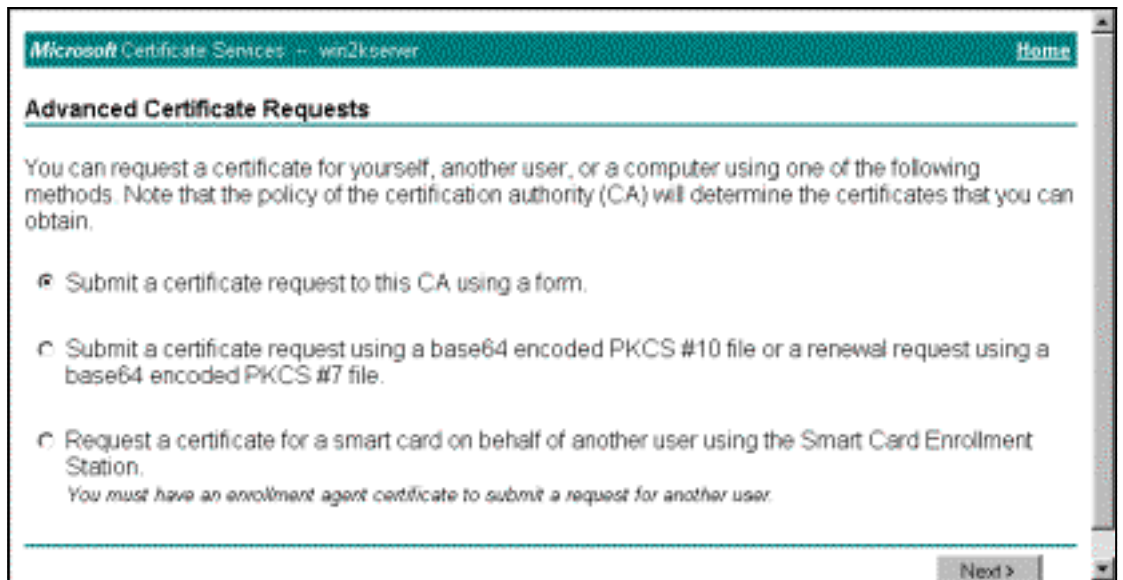 Microsoft Certificate Services -- win2kserver Home
Advanced Certificate Requests
You can request a certificate for yourself, another user, or a computer using one of the following
methods. Note that the policy of the certification authority (CA) will determine the certificates that you can
obtain.
Submit a certificate request to this CA using a form.
Submit a certificate request using a base64 encoded PKCS #10 file or a renewal request using a
base64 encoded PKCS #7 file.
Request a certificate for a smart card on behalf of another user using the Smart Card Enrollment
Station.
You must have an enrollment agent certificate to submit a request for another user.
Next >